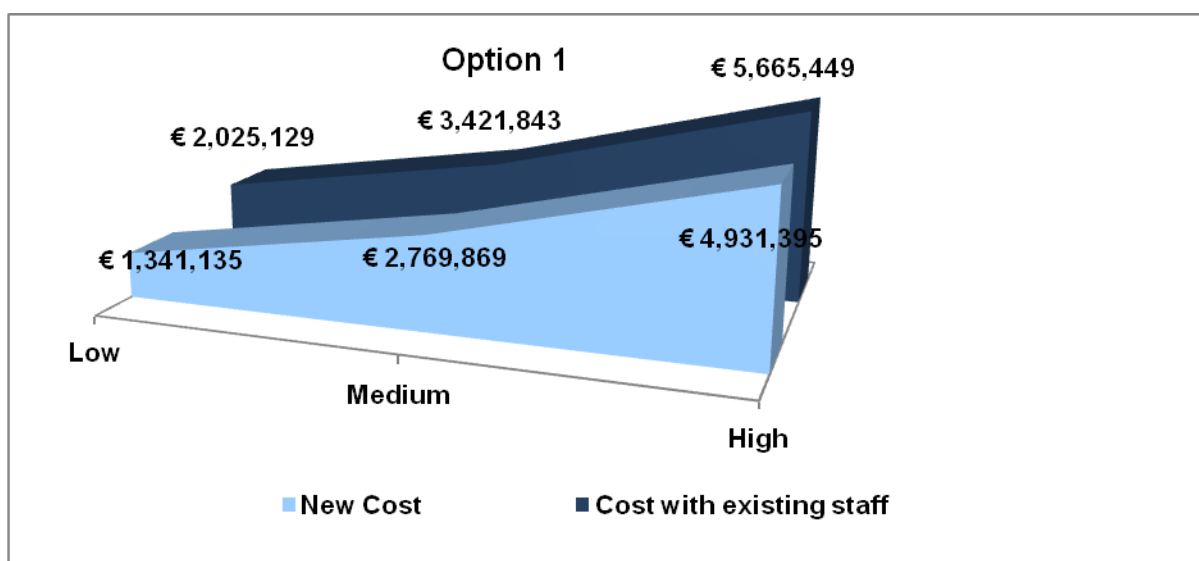 Option 1
€ 5,665,449
€ 3,421,843
€ 2,025,129
€ 4,931,395
€ 2,769,869
€ 1,341,135
Low
Medium
High
New Cost
Cost with existing staff